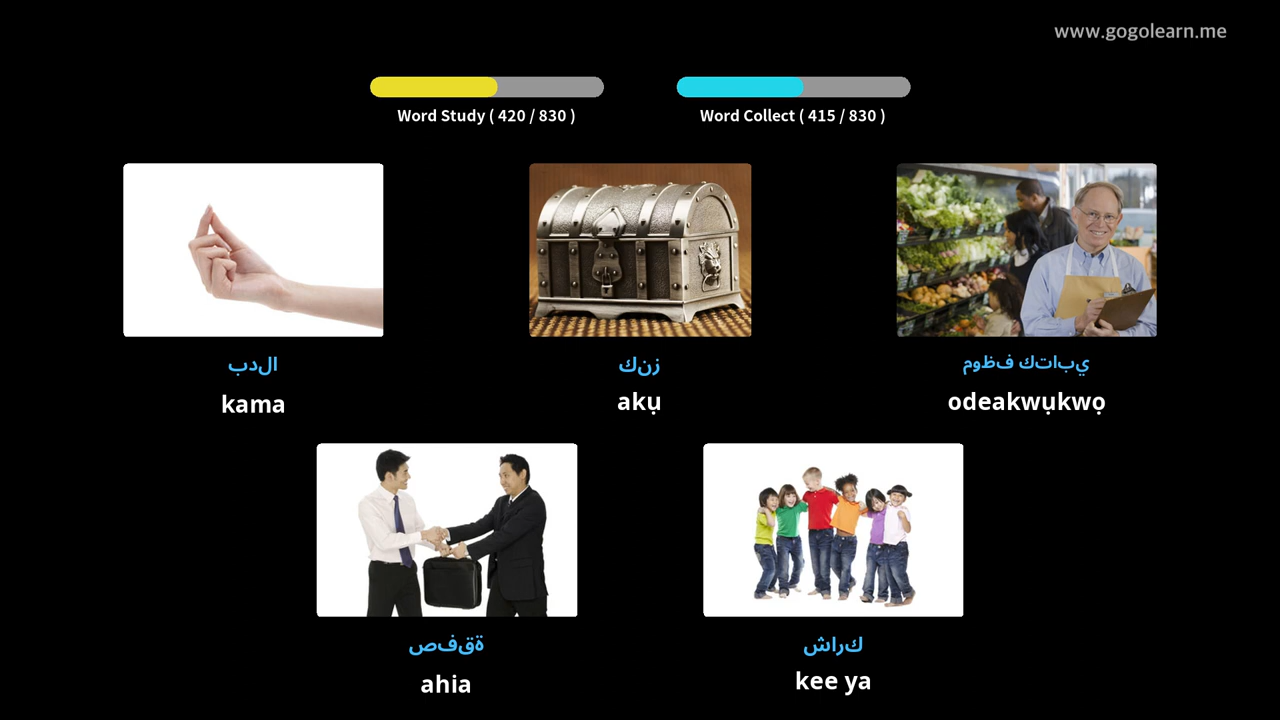 www.gogolearn.me
Word Study ( 420 / 830 )
Word Collect ( 415 / 830 )
الدب
زنك
يباتك فظوم
kama
akụ
odeakwụkwọ
ةقفص
كراش
ahia
kee ya